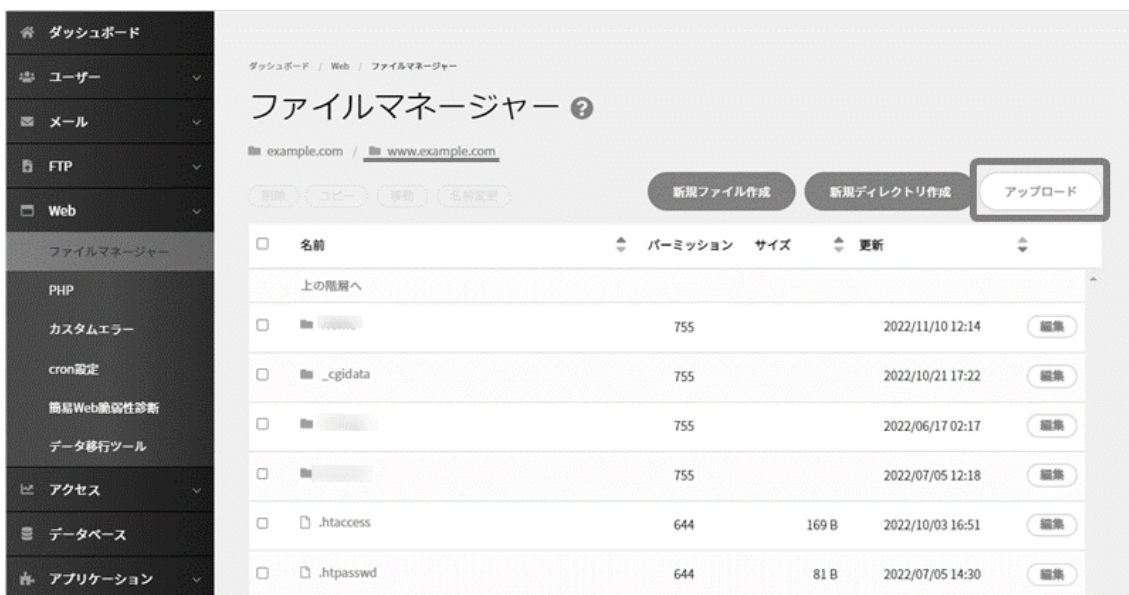 ダッシュボード
ユーザー
メール
FTP
Web
ファイルマネージャー
PHP
カスタムエラー
cron設定
簡易Web脆弱性診断
データ移行ツール
アクセス
データベース
アプリケーション
ダッシュボード / Web / ファイルマネージャー
ファイルマネージャー ?
example.com / www.example.com
削除 コピー 移動 名前変更 新規ファイル作成 新規ディレクトリ作成 アップロード
名前 パーミッション サイズ 更新
上の階層へ
755 2022/11/10 12:14 編集
_cgidata 755 2022/10/21 17:22 編集
755 2022/06/17 02:17 編集
755 2022/07/05 12:18 編集
.htaccess 644 169 B 2022/10/03 16:51 編集
.htpasswd 644 81 B 2022/07/05 14:30 編集